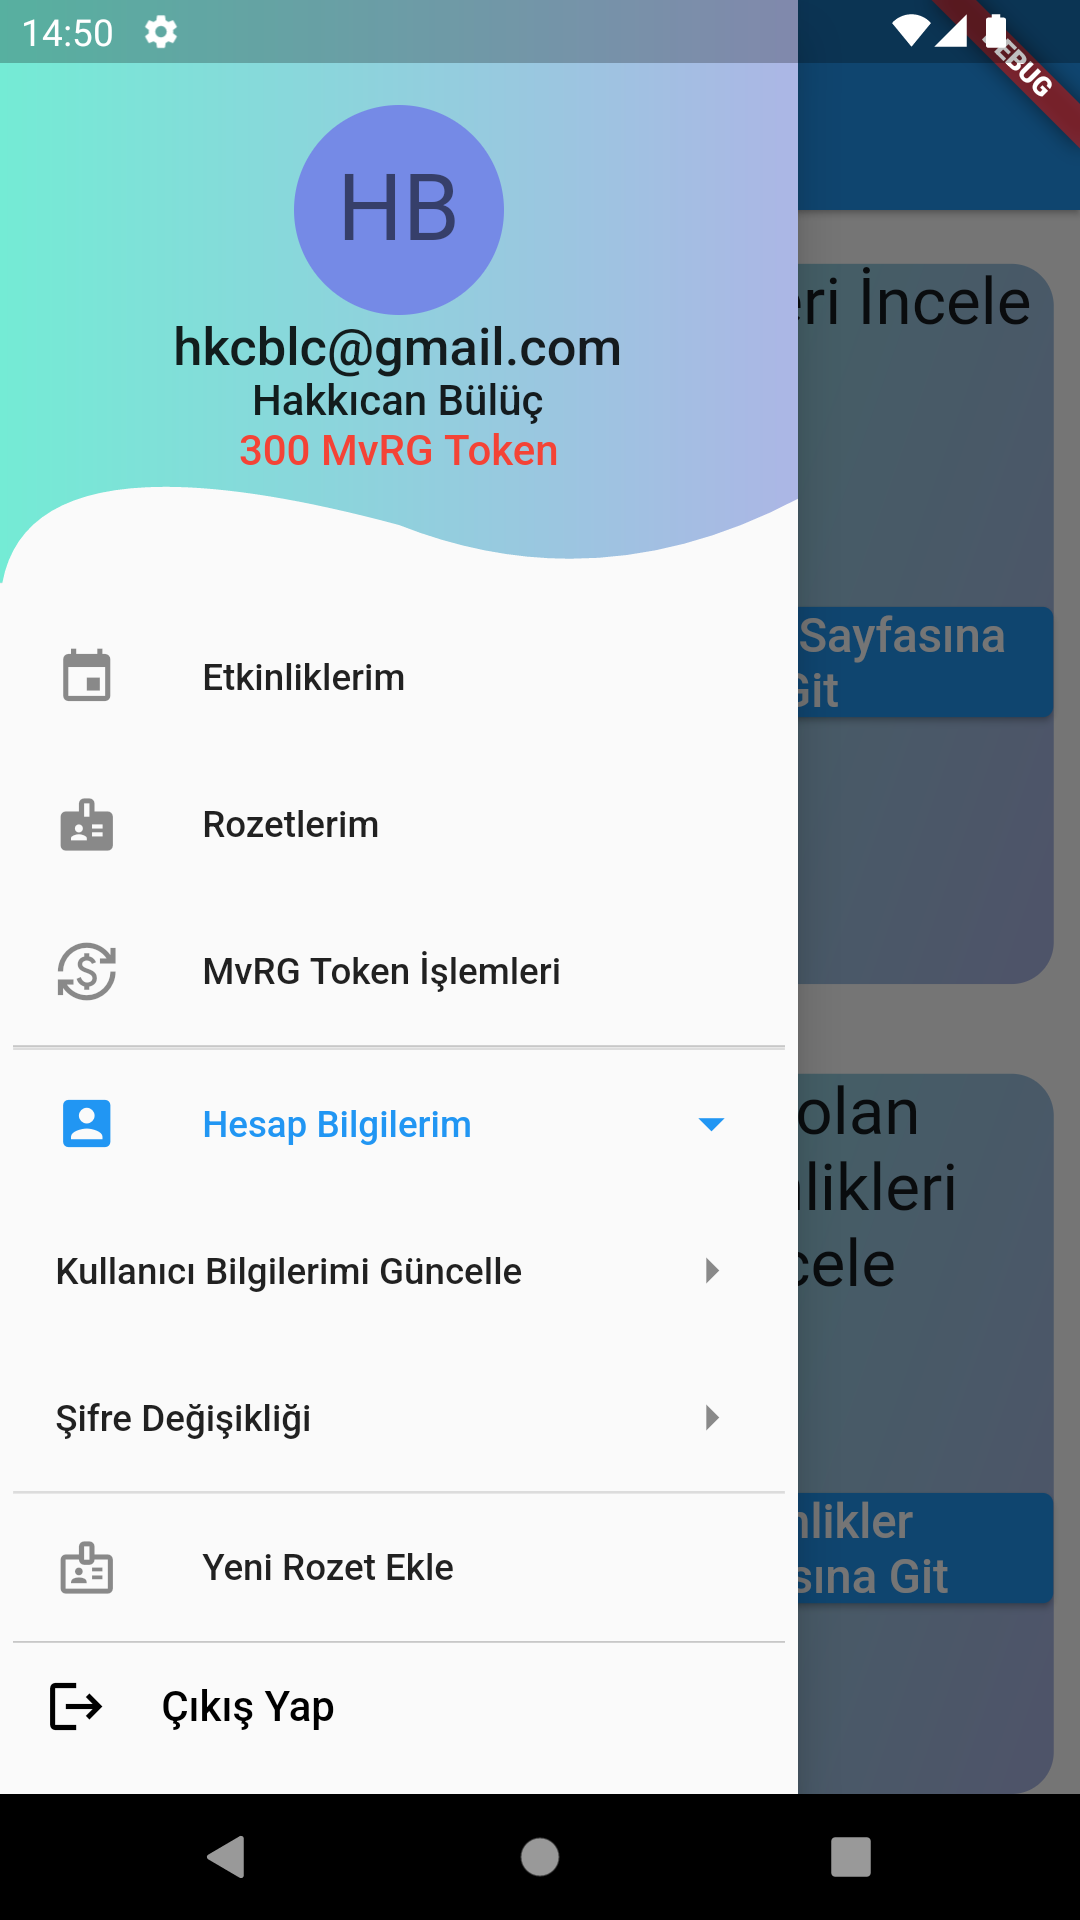 14:50
EBUG
HB
hkcblc@gmail.com
Hakkıcan Bülüç
300 MvRG Token
eri İncele
Sayfasına
Git
Etkinliklerim
Rozetlerim
MvRG Token İşlemleri
Hesap Bilgilerim
olan
likleri
cele
Kullanıcı Bilgilerimi Güncelle
Şifre Değişikliği
nlikler
sına Git
Yeni Rozet Ekle
Çıkış Yap